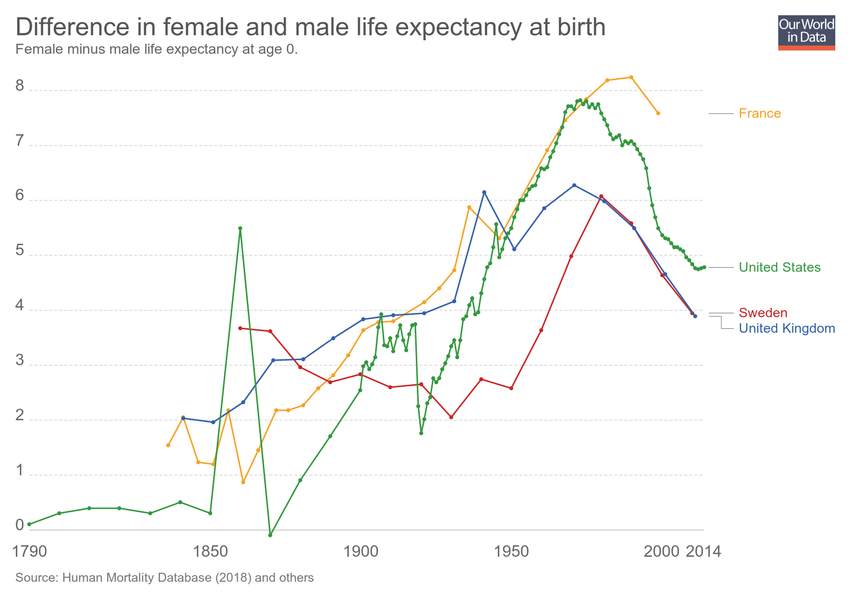 Difference in female and male life expectancy at birth
Our World
in Data
Female minus male life expectancy at age 0.
8
7
6
5
4
3
2
1
0
France
United States
Sweden
United Kingdom
1790 1850 1900 1950 2000 2014
Source: Human Mortality Database (2018) and others